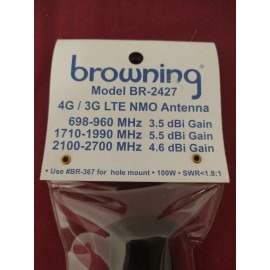 browning®
Model BR-2427
4G / 3G LTE NMO Antenna
698-960 MHz 3.5 dBi Gain
1710-1990 MHz 5.5 dBi Gain
2100-2700 MHz 4.6 dBi Gain
• Use #BR-367 for hole mount • 100W • SWR<1.8:1